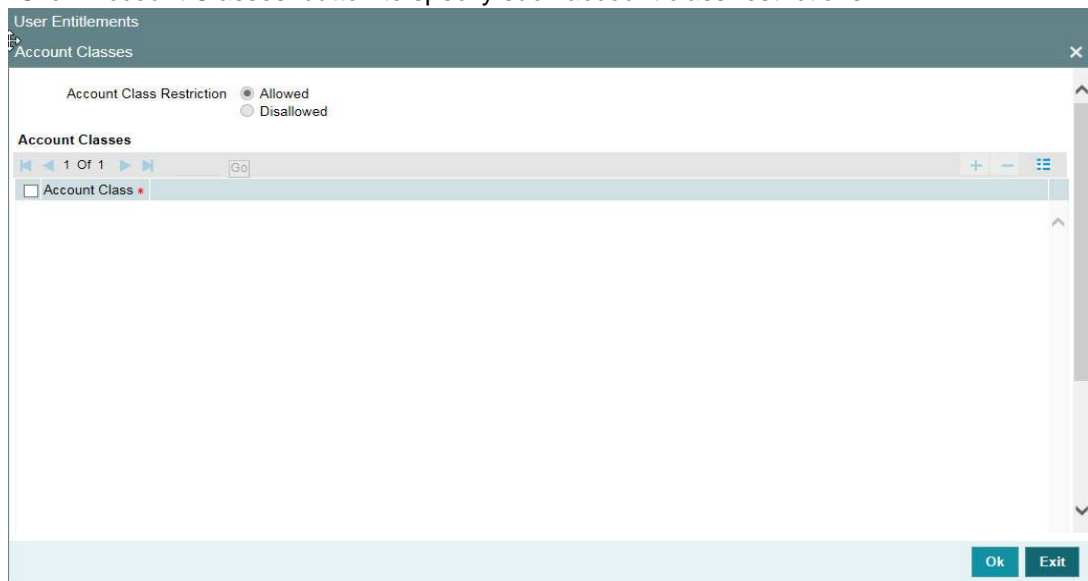 User Entitlements
Account Classes
Account Class Restriction Allowed
Disallowed
Account Classes
1 Of 1 Go
Account Class *
Ok Exit